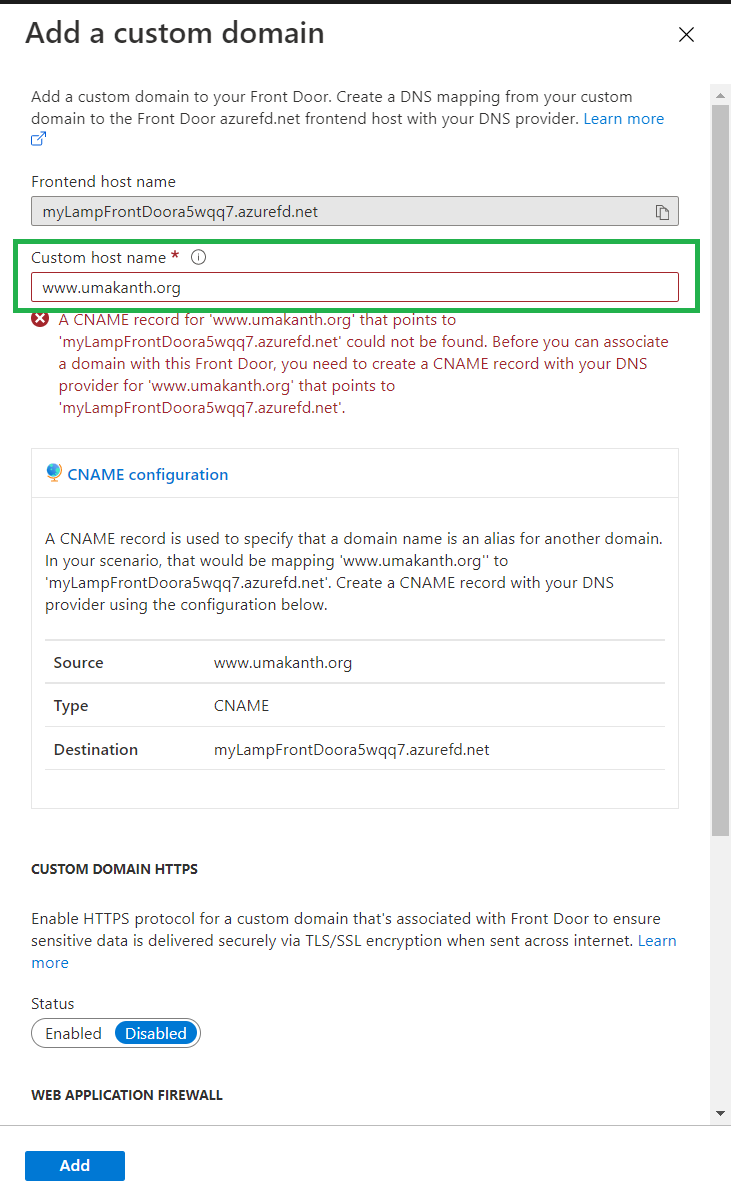 Add a custom domain
Add a custom domain to your Front Door. Create a DNS mapping from your custom
domain to the Front Door azurefd.net frontend host with your DNS provider. Learn more
Frontend host name
myLampFrontDoora5wqq7.azurefd.net
Custom host name *
www.umakanth.org
A CNAME record for 'www.umakanth.org' that points to
'myLampFrontDoora5wqq7.azurefd.net' could not be found. Before you can associate
a domain with this Front Door, you need to create a CNAME record with your DNS
provider for 'www.umakanth.org' that points to
'myLampFrontDoora5wqq7.azurefd.net'.
CNAME configuration
A CNAME record is used to specify that a domain name is an alias for another domain.
In your scenario, that would be mapping 'www.umakanth.org'' to
'myLampFrontDoora5wqq7.azurefd.net'. Create a CNAME record with your DNS
provider using the configuration below.
Source www.umakanth.org
Type CNAME
Destination myLampFrontDoora5wqq7.azurefd.net
CUSTOM DOMAIN HTTPS
Enable HTTPS protocol for a custom domain that's associated with Front Door to ensure
sensitive data is delivered securely via TLS/SSL encryption when sent across internet. Learn
more
Status
Enabled Disabled
WEB APPLICATION FIREWALL
Add